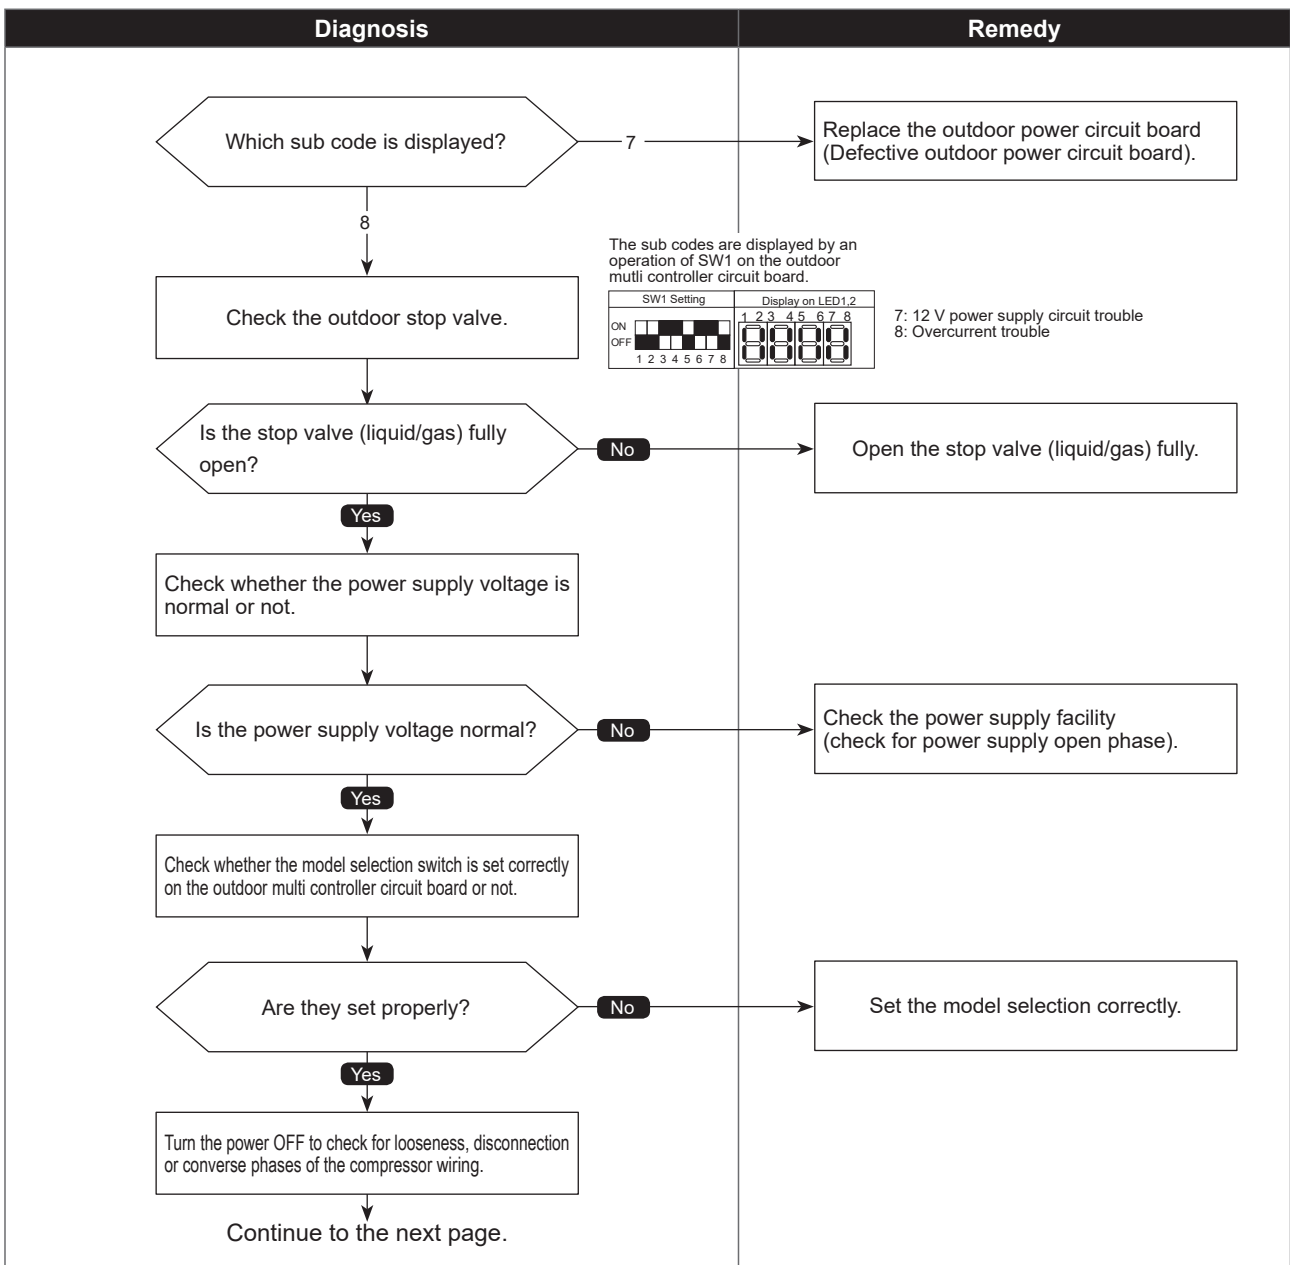 Diagnosis
Remedy
Which sub code is displayed?
7
Replace the outdoor power circuit board
(Defective outdoor power circuit board).
8
The sub codes are displayed by an
operation of SW1 on the outdoor
mutli controller circuit board.
SW1 Setting
Display on LED1,2
ON
OFF
1 2 3 4 5 6 7 8
1 2 3 4 5 6 7 8
7: 12 V power supply circuit trouble
8: Overcurrent trouble
Check the outdoor stop valve.
Is the stop valve (liquid/gas) fully
open?
No
Open the stop valve (liquid/gas) fully.
Yes
Check whether the power supply voltage is
normal or not.
Is the power supply voltage normal?
No
Check the power supply facility
(check for power supply open phase).
Yes
Check whether the model selection switch is set correctly
on the outdoor multi controller circuit board or not.
Are they set properly?
No
Set the model selection correctly.
Yes
Turn the power OFF to check for looseness, disconnection
or converse phases of the compressor wiring.
Continue to the next page.